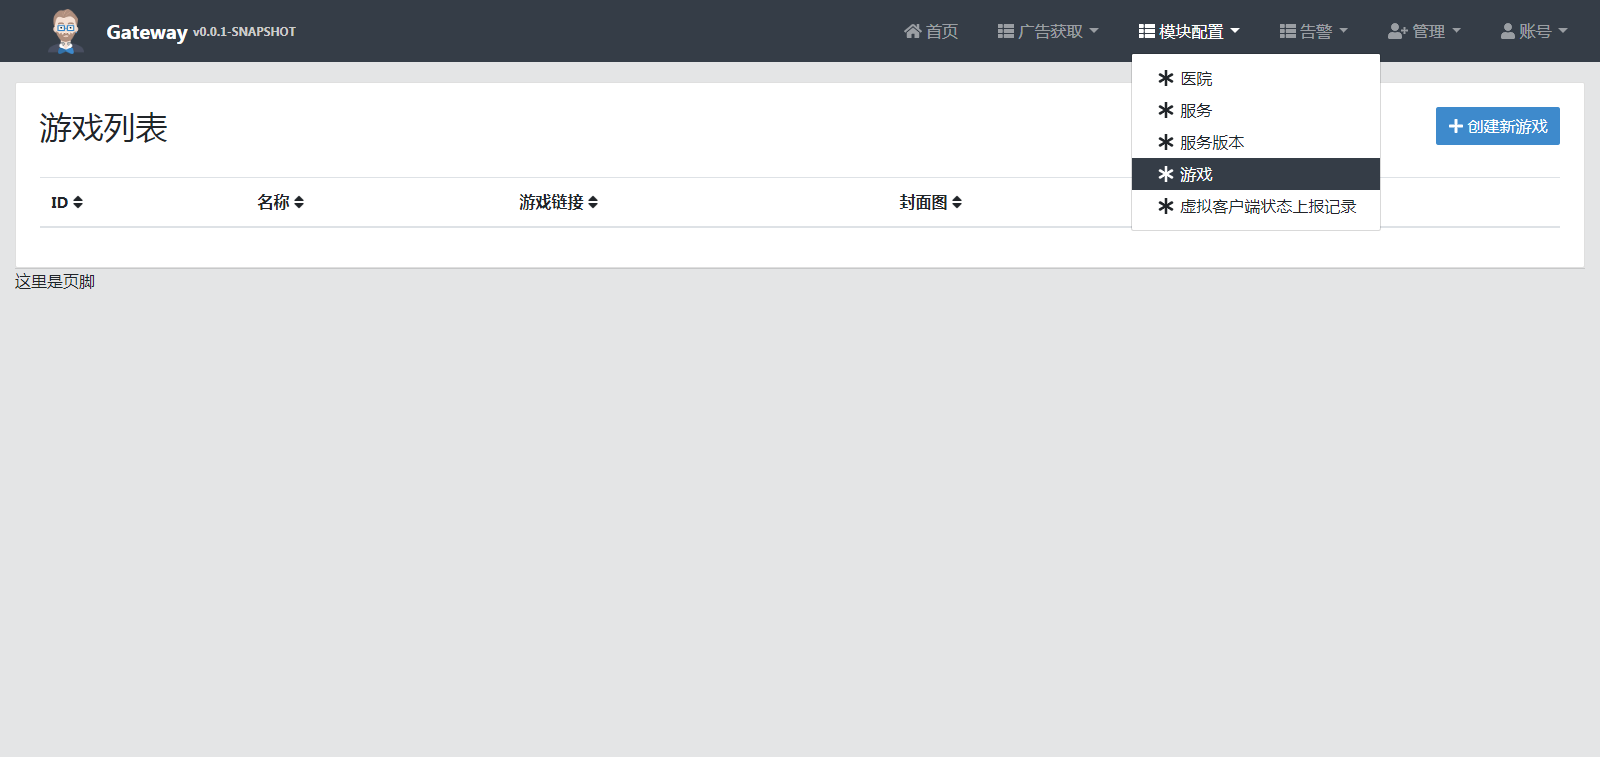 Gateway v0.0.1-SNAPSHOT
首页
广告获取
模块配置
告警
管理
账号
医院
服务
服务版本
游戏
虚拟客户端状态上报记录
游戏列表
创建新游戏
ID
名称
游戏链接
封面图
这里是页脚